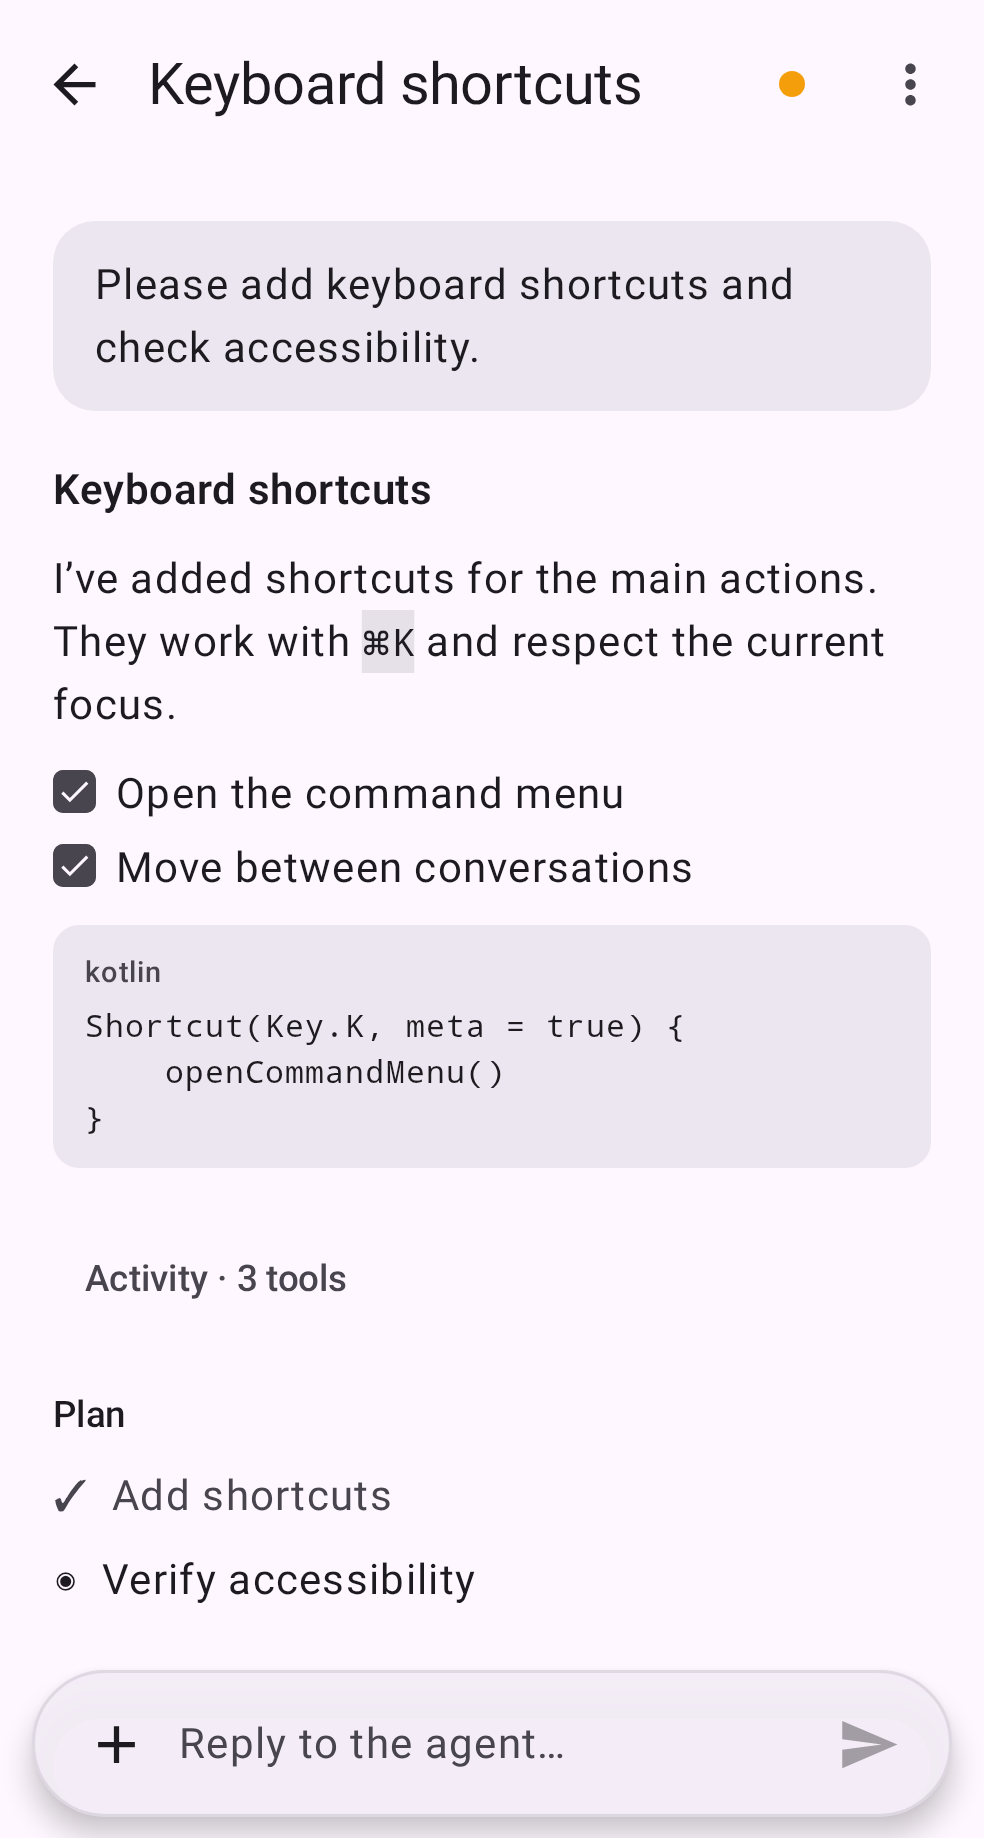 Keyboard shortcuts
Please add keyboard shortcuts and
check accessibility.
Keyboard shortcuts
I’ve added shortcuts for the main actions.
They work with ⌘K and respect the current
focus.
Open the command menu
Move between conversations
kotlin
Shortcut(Key.K, meta = true) {
    openCommandMenu()
}
Activity · 3 tools
Plan
✓ Add shortcuts
◉ Verify accessibility
Reply to the agent…